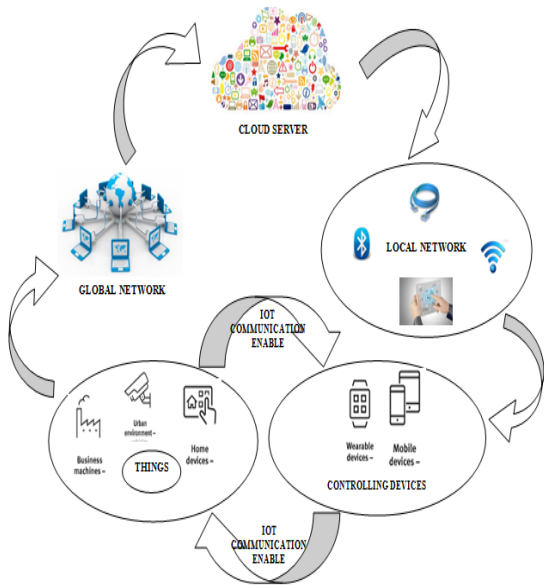 CLOUD SERVER
LOCAL NETWORK
GLOBAL NETWORK
IOT
COMMUNICATION
ENABLE
Business
machines –
Urban
environment –
Home
devices –
THINGS
Wearable
devices –
Mobile
devices –
CONTROLLING DEVICES
IOT
COMMUNICATION
ENABLE